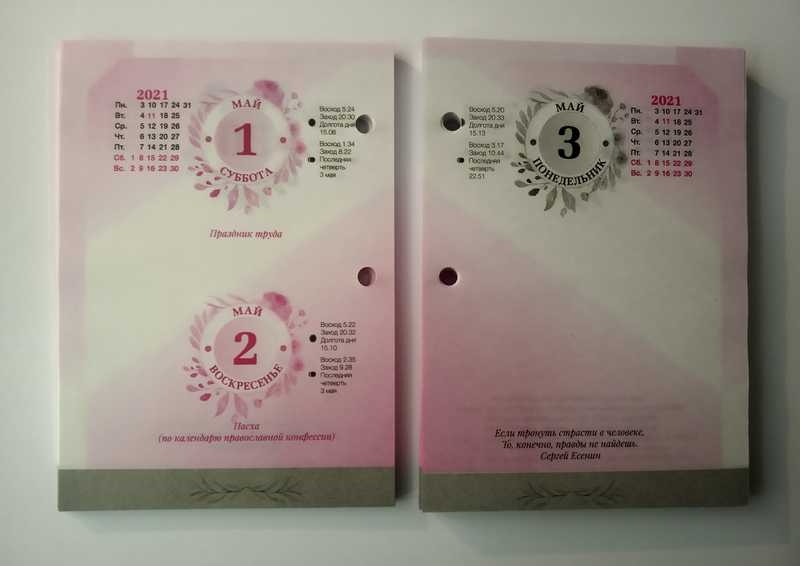 2021
Пн. 3 10 17 24 31
Вт. 4 11 18 25
Ср. 5 12 19 26
Чт. 6 13 20 27
Пт. 7 14 21 28
Сб. 1 8 15 22 29
Вс. 2 9 16 23 30
МАЙ
1
СУББОТА
Восход 5.24
Заход 20.30
Долгота дня
15.06
Восход 1.34
Заход 8.22
Последняя
четверть
3 мая
Праздник труда
МАЙ
2
ВОСКРЕСЕНЬЕ
Восход 5.22
Заход 20.32
Долгота дня
15.10
Восход 2.35
Заход 9.28
Последняя
четверть
3 мая
Пасха
(по календарю православной конфессии)
Восход 5.20
Заход 20.33
Долгота дня
15.13
Восход 3.17
Заход 10.44
Последняя
четверть
22.51
МАЙ
3
ПОНЕДЕЛЬНИК
2021
Пн. 3 10 17 24 31
Вт. 4 11 18 25
Ср. 5 12 19 26
Чт. 6 13 20 27
Пт. 7 14 21 28
Сб. 1 8 15 22 29
Вс. 2 9 16 23 30
Если тронуть страсти в человеке,
То, конечно, правды не найдешь.
Сергей Есенин